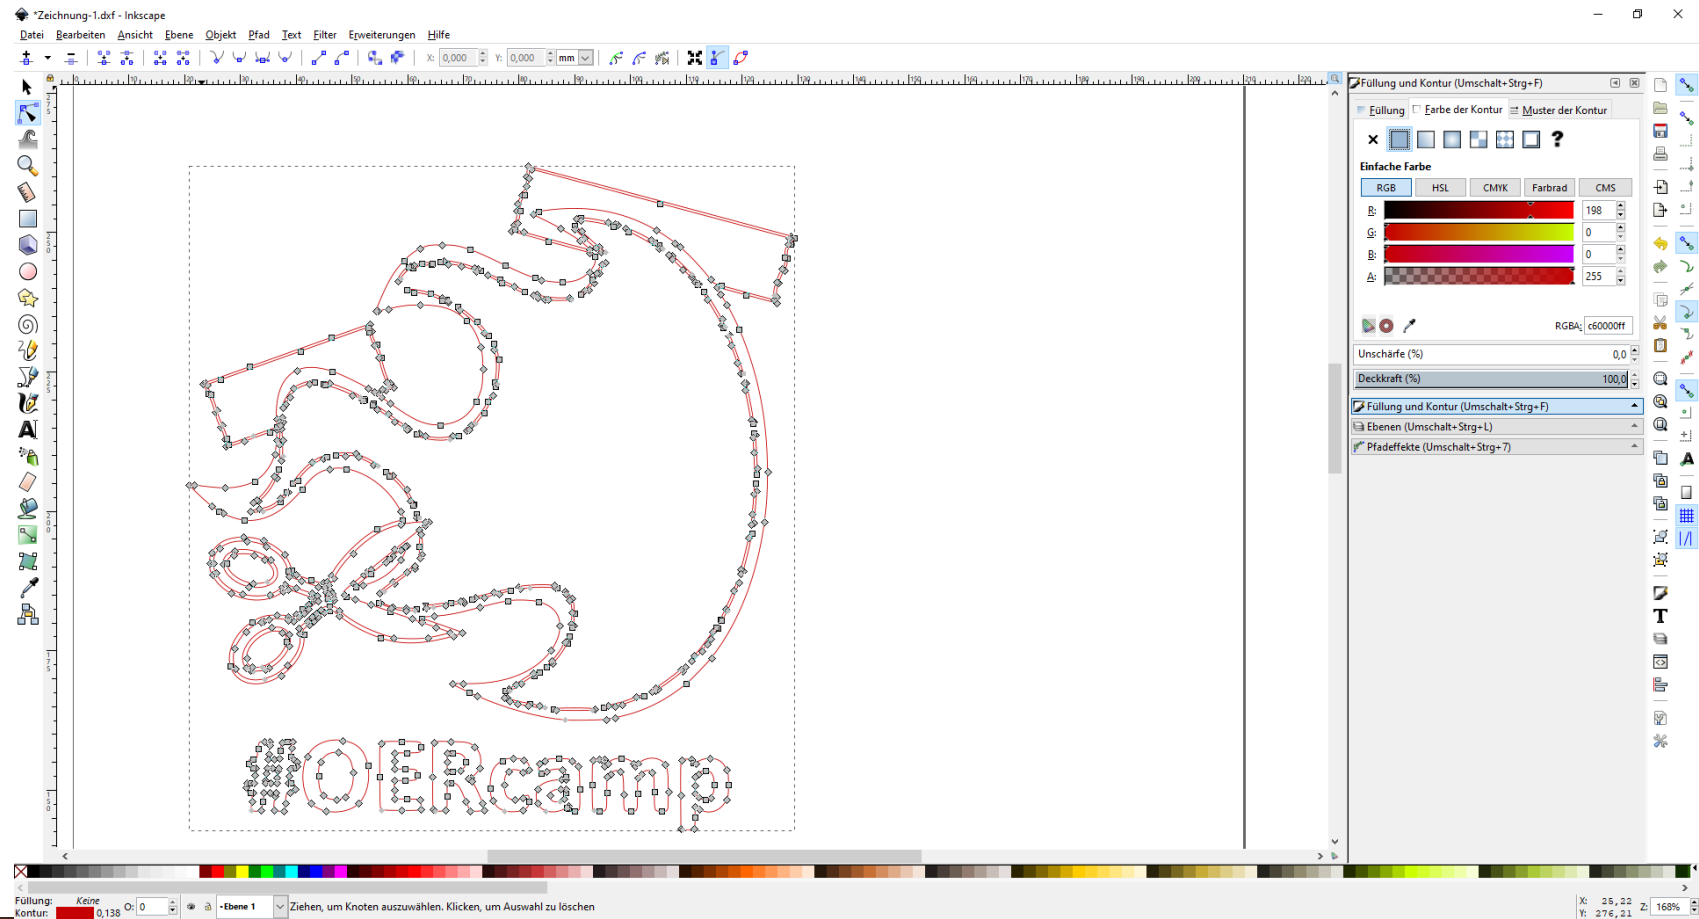 *Zeichnung-1.dxf - Inkscape
Datei Bearbeiten Ansicht Ebene Objekt Pfad Text Filter Erweiterungen Hilfe
X: 0,000 Y: 0,000 mm
Füllung und Kontur (Umschalt+Strg+F)
Füllung Farbe der Kontur Muster der Kontur
Einfache Farbe
RGB HSL CMYK Farbrad CMS
R: 198
G: 0
B: 0
A: 255
RGBA: c60000ff
Unschärfe (%) 0,0
Deckkraft (%) 100,0
Füllung und Kontur (Umschalt+Strg+F)
Ebenen (Umschalt+Strg+L)
Pfadeffekte (Umschalt+Strg+7)
#OERcamp
Füllung: Keine
Kontur: 0,138
O: 0
-Ebene 1
Ziehen, um Knoten auszuwählen. Klicken, um Auswahl zu löschen
X: 25,22
Y: 276,21
Z: 168%